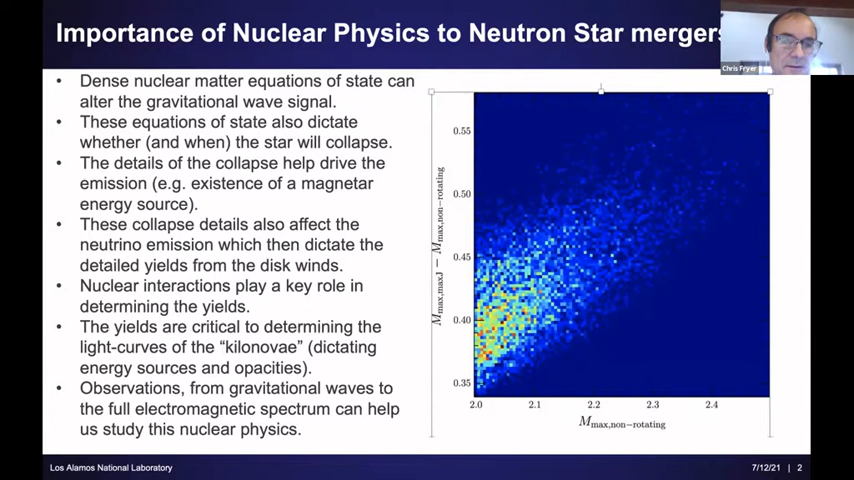 Importance of Nuclear Physics to Neutron Star mergers
Chris Fryer
• Dense nuclear matter equations of state can
alter the gravitational wave signal.
• These equations of state also dictate
whether (and when) the star will collapse.
• The details of the collapse help drive the
emission (e.g. existence of a magnetar
energy source).
• These collapse details also affect the
neutrino emission which then dictate the
detailed yields from the disk winds.
• Nuclear interactions play a key role in
determining the yields.
• The yields are critical to determining the
light-curves of the “kilonovae” (dictating
energy sources and opacities).
• Observations, from gravitational waves to
the full electromagnetic spectrum can help
us study this nuclear physics.
M max,maxJ − M max,non−rotating
0.55
0.50
0.45
0.40
0.35
2.0 2.1 2.2 2.3 2.4
M max,non−rotating
Los Alamos National Laboratory
7/12/21 | 2